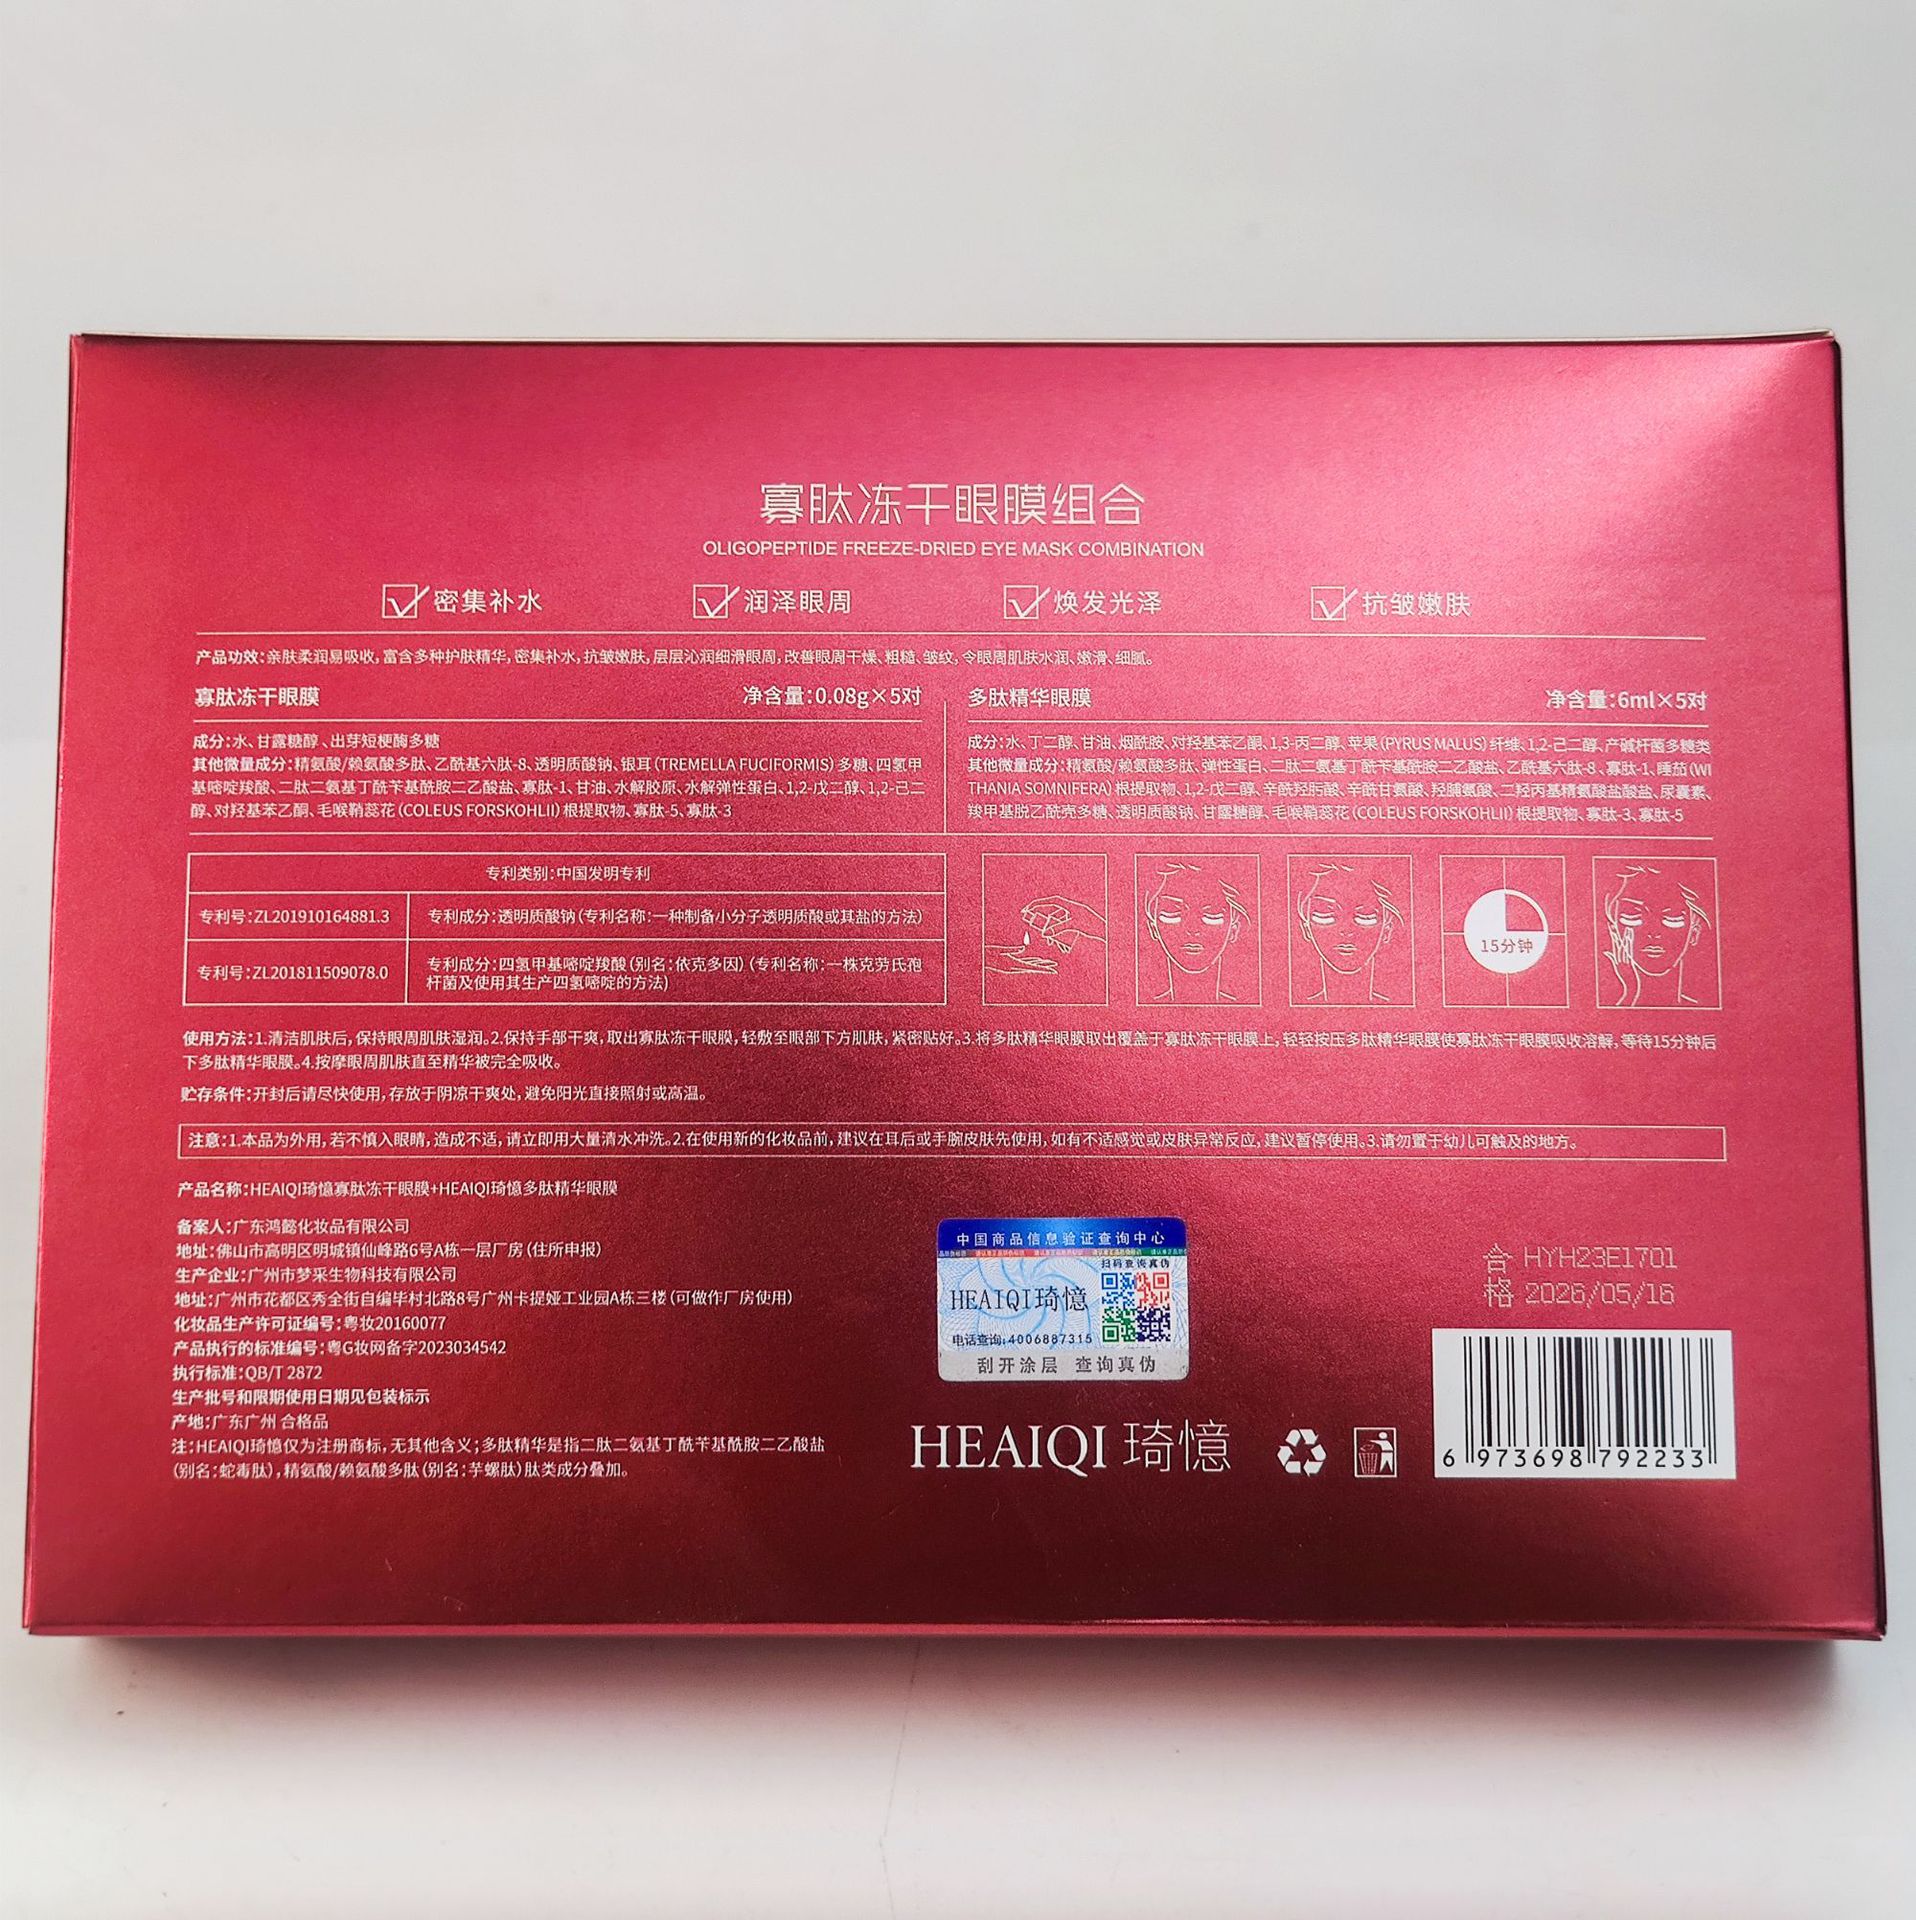 寡肽冻干眼膜组合
OLIGOPEPTIDE FREEZE-DRIED EYE MASK COMBINATION
密集补水 润泽眼周 焕发光泽 抗皱嫩肤
产品功效:亲肤柔润易吸收,富含多种护肤精华,密集补水,抗皱嫩肤,层层沁润细滑眼周,改善眼周干燥、粗糙、皱纹,令眼周肌肤水润、嫩滑、细腻。
寡肽冻干眼膜 净含量:0.08g×5对
成分:水、甘露糖醇、出芽短梗酶多糖
其他微量成分:精氨酸/赖氨酸多肽、乙酰基六肽-8、透明质酸钠、银耳(TREMELLA FUCIFORMIS)多糖、四氢甲
基嘧啶羧酸、二肽二氨基丁酰苄基酰胺二乙酸盐、寡肽-1、甘油、水解胶原、水解弹性蛋白、1,2-戊二醇、1,2-己二
醇、对羟基苯乙酮、毛喉鞘蕊花(COLEUS FORSKOHLII)根提取物、寡肽-5、寡肽-3
多肽精华眼膜 净含量:6ml×5对
成分:水、丁二醇、甘油、烟酰胺、对羟基苯乙酮、1,3-丙二醇、苹果(PYRUS MALUS)纤维、1,2-己二醇、产碱杆菌多糖类
其他微量成分:精氨酸/赖氨酸多肽、弹性蛋白、二肽二氨基丁酰苄基酰胺二乙酸盐、乙酰基六肽-8、寡肽-1、睡茄(WI
THANIA SOMNIFERA)根提取物、1,2-戊二醇、辛酰羟肟酸、辛酰甘氨酸、羟脯氨酸、二羟丙基精氨酸盐酸盐、尿囊素、
羧甲基脱乙酰壳多糖、透明质酸钠、甘露糖醇、毛喉鞘蕊花(COLEUS FORSKOHLII)根提取物、寡肽-3、寡肽-5
专利类别:中国发明专利
专利号:ZL201910164881.3 专利成分:透明质酸钠(专利名称:一种制备小分子透明质酸或其盐的方法)
专利号:ZL201811509078.0 专利成分:四氢甲基嘧啶羧酸(别名:依克多因)(专利名称:一株克劳氏孢
杆菌及使用其生产四氢嘧啶的方法)
15分钟
使用方法:1.清洁肌肤后,保持眼周肌肤湿润。2.保持手部干爽,取出寡肽冻干眼膜,轻敷至眼部下方肌肤,紧密贴好。3.将多肽精华眼膜取出覆盖于寡肽冻干眼膜上,轻轻按压多肽精华眼膜使寡肽冻干眼膜吸收溶解,等待15分钟后
下多肽精华眼膜。4.按摩眼周肌肤直至精华被完全吸收。
贮存条件:开封后请尽快使用,存放于阴凉干爽处,避免阳光直接照射或高温。
注意:1.本品为外用,若不慎入眼睛,造成不适,请立即用大量清水冲洗。2.在使用新的化妆品前,建议在耳后或手腕皮肤先使用,如有不适感觉或皮肤异常反应,建议暂停使用。3.请勿置于幼儿可触及的地方。
产品名称:HEAIQI琦憶寡肽冻干眼膜+HEAIQI琦憶多肽精华眼膜
备案人:广东鸿懿化妆品有限公司
地址:佛山市高明区明城镇仙峰路6号A栋一层厂房(住所申报)
生产企业:广州市梦采生物科技有限公司
地址:广州市花都区秀全街自编毕村北路8号广州卡提娅工业园A栋三楼(可做作厂房使用)
化妆品生产许可证编号:粤妆20160077
产品执行的标准编号:粤G妆网备字2023034542
执行标准:QB/T 2872
生产批号和限期使用日期见包装标示
产地:广东广州 合格品
注:HEAIQI琦憶仅为注册商标,无其他含义;多肽精华是指二肽二氨基丁酰苄基酰胺二乙酸盐
(别名:蛇毒肽),精氨酸/赖氨酸多肽(别名:芋螺肽)肽类成分叠加。
中国商品信息验证查询中心
扫码查询真伪
HEAIQI琦憶
电话查询:4006887315
刮开涂层 查询真伪
HEAIQI 琦憶
合格 HYH23E1701
2026/05/16
6 973698 792233